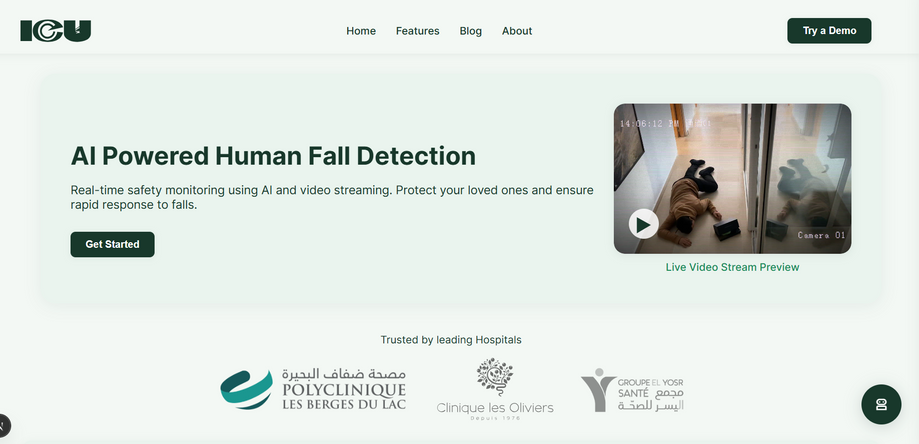 ICU
Home Features Blog About
Try a Demo
AI Powered Human Fall Detection
Real-time safety monitoring using AI and video streaming. Protect your loved ones and ensure
rapid response to falls.
Get Started
14:06:12 PM
Camera 01
Live Video Stream Preview
Trusted by leading Hospitals
مصحة ضفاف البحيرة
POLYCLINIQUE
LES BERGES DU LAC
Clinique les Oliviers
Depuis 1976
GROUPE EL YOSR
SANTÉ مجمع
اليسر للصحّة